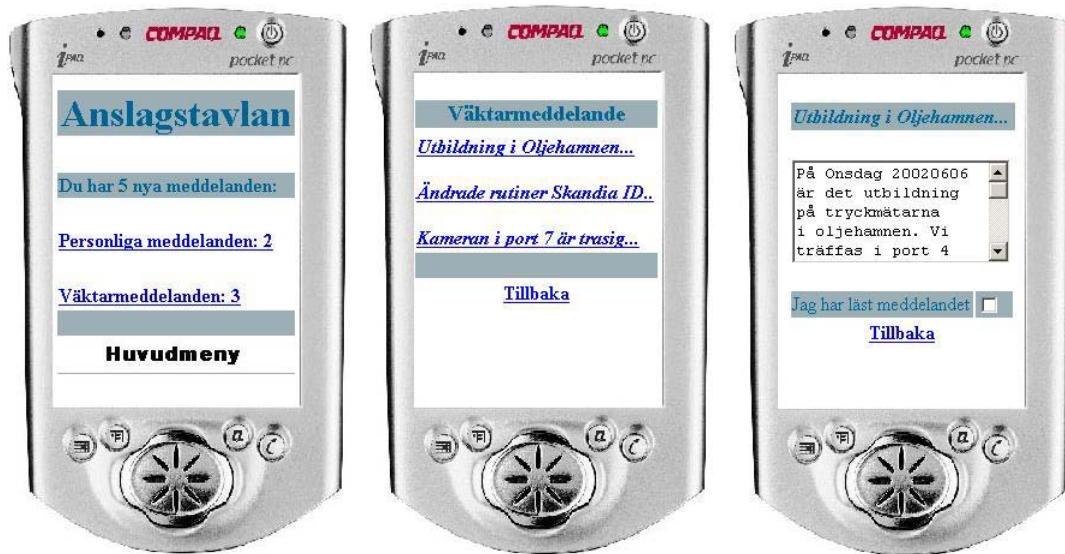 COMPAQ
iPAQ
pocket pc
Anslagstavlan
Du har 5 nya meddelanden:
Personliga meddelanden: 2
Väktarmeddelanden: 3
Huvudmeny
COMPAQ
iPAQ
pocket pc
Väktarmeddelande
Utbildning i Oljehamnen...
Ändrade rutiner Skandia ID..
Kameran i port 7 är trasig...
Tillbaka
COMPAQ
iPAQ
pocket pc
Utbildning i Oljehamnen...
På Onsdag 20020606
är det utbildning
på tryckmätarna
i oljehamnen. Vi
träffas i port 4
Jag har läst meddelandet
Tillbaka